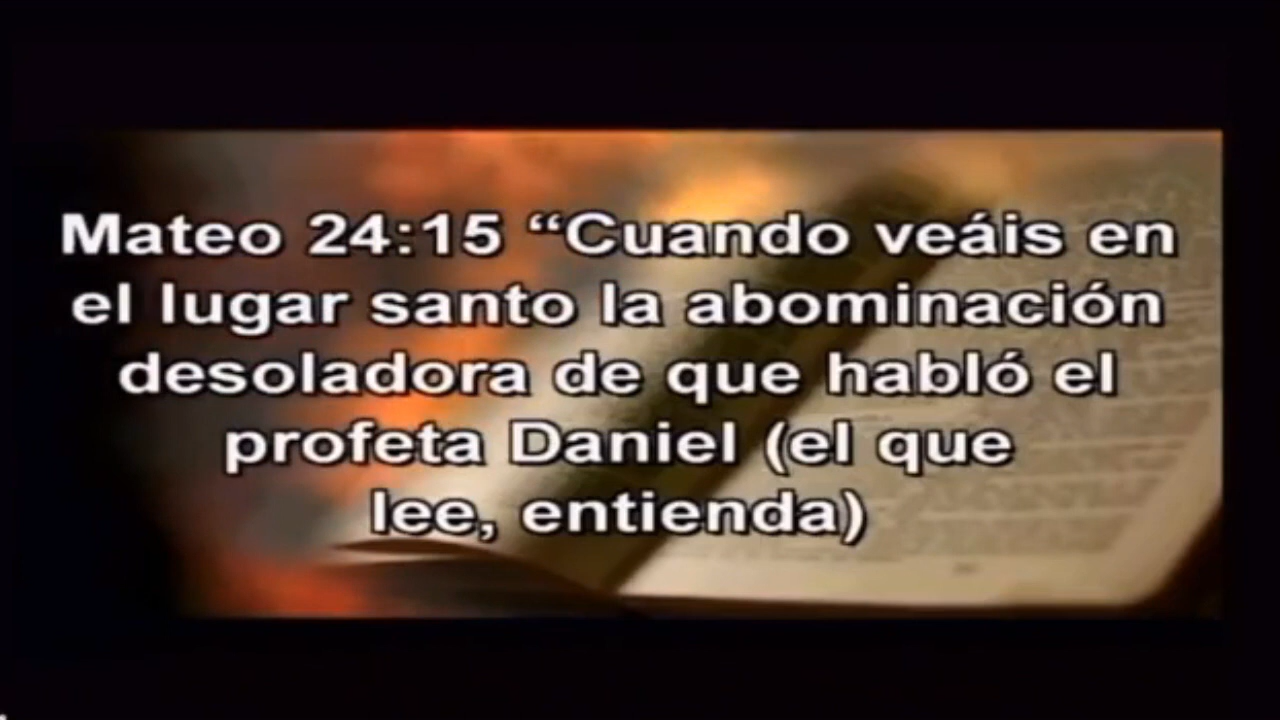 Mateo 24:15 “Cuando veáis en
el lugar santo la abominación
desoladora de que habló el
profeta Daniel (el que
lee, entienda)